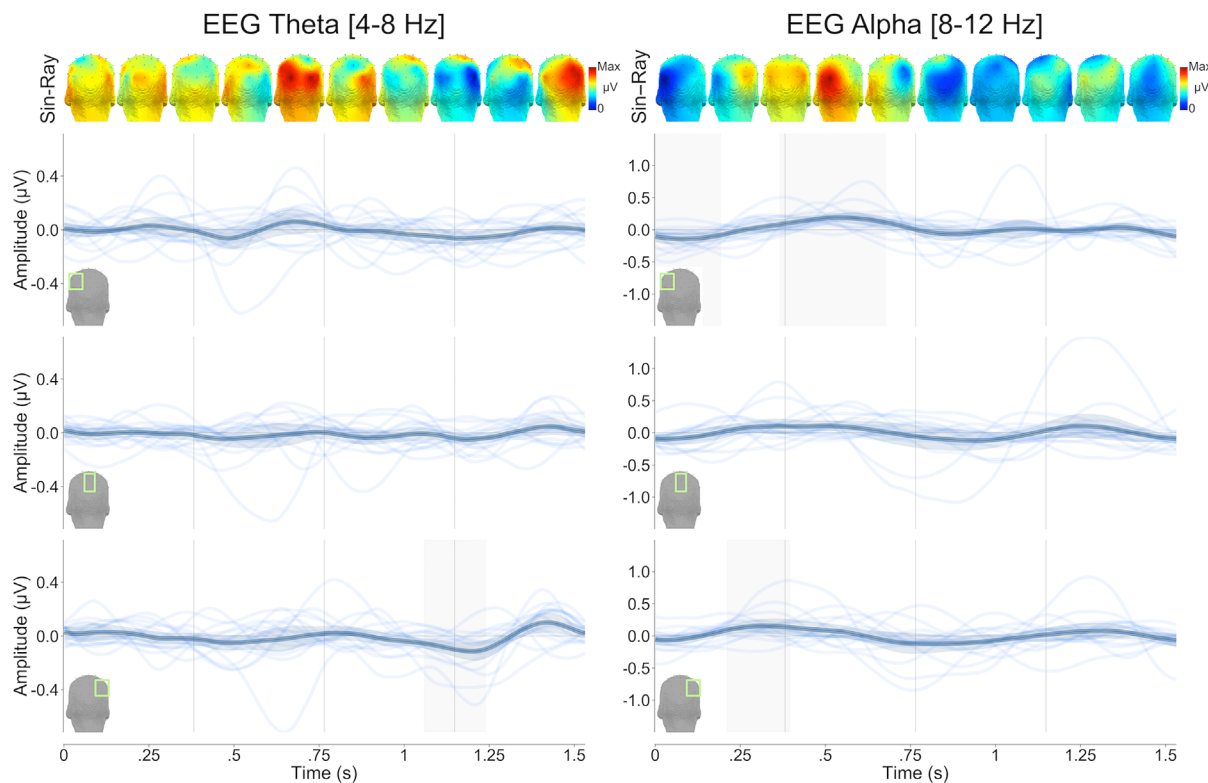 EEG Theta [4-8 Hz]
EEG Alpha [8-12 Hz]
Sin-Ray
Max
μV
0
Sin–Ray
Max
μV
0
Amplitude (μV)
0.4
0.0
-0.4
Amplitude (μV)
1.0
0.5
0.0
-0.5
-1.0
Amplitude (μV)
0.4
0.0
-0.4
Amplitude (μV)
1.0
0.5
0.0
-0.5
-1.0
Amplitude (μV)
0.4
0.0
-0.4
Amplitude (μV)
1.0
0.5
0.0
-0.5
-1.0
0 .25 .5 .75 1 1.25 1.5
Time (s)
0 .25 .5 .75 1 1.25 1.5
Time (s)